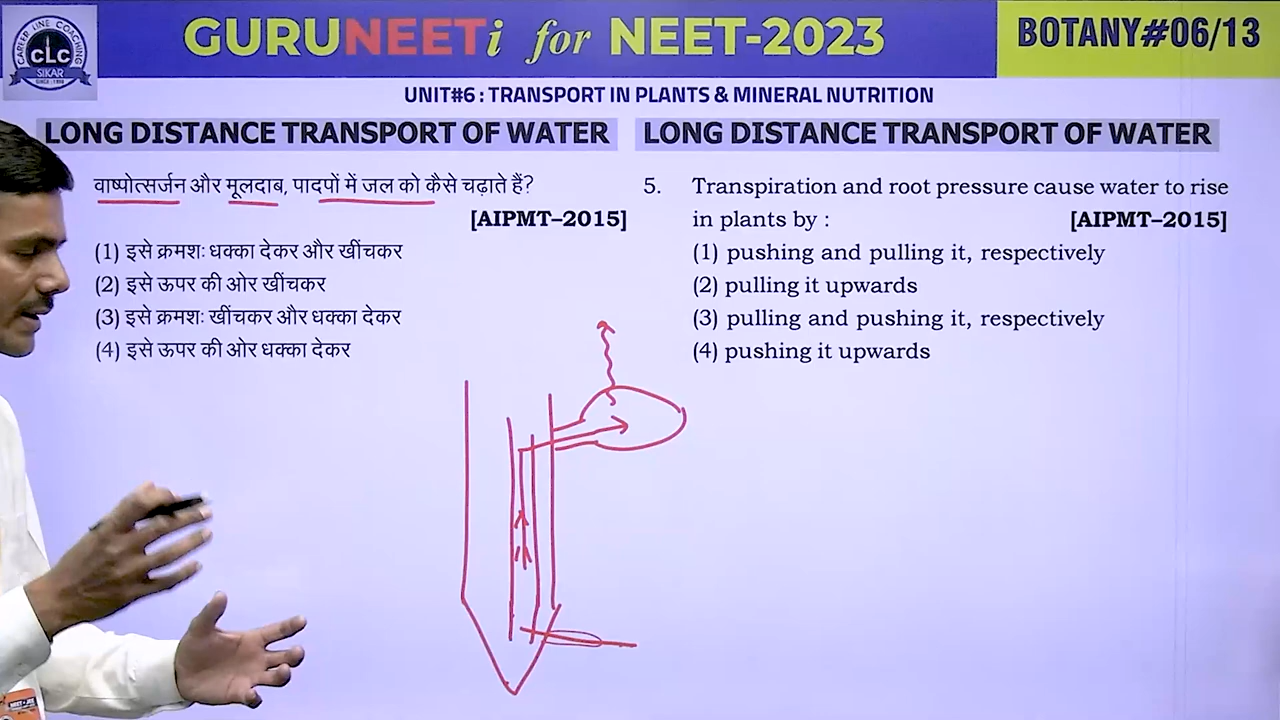 GURUNEETi for NEET-2023
BOTANY#06/13
CAREER LINE COACHING
CLC
SIKAR
SINCE : 1996
UNIT#6 : TRANSPORT IN PLANTS & MINERAL NUTRITION
LONG DISTANCE TRANSPORT OF WATER
वाष्पोत्सर्जन और मूलदाब, पादपों में जल को कैसे चढ़ाते हैं?
[AIPMT–2015]
(1) इसे क्रमशः धक्का देकर और खींचकर
(2) इसे ऊपर की ओर खींचकर
(3) इसे क्रमशः खींचकर और धक्का देकर
(4) इसे ऊपर की ओर धक्का देकर
LONG DISTANCE TRANSPORT OF WATER
5. Transpiration and root pressure cause water to rise
in plants by : [AIPMT–2015]
(1) pushing and pulling it, respectively
(2) pulling it upwards
(3) pulling and pushing it, respectively
(4) pushing it upwards